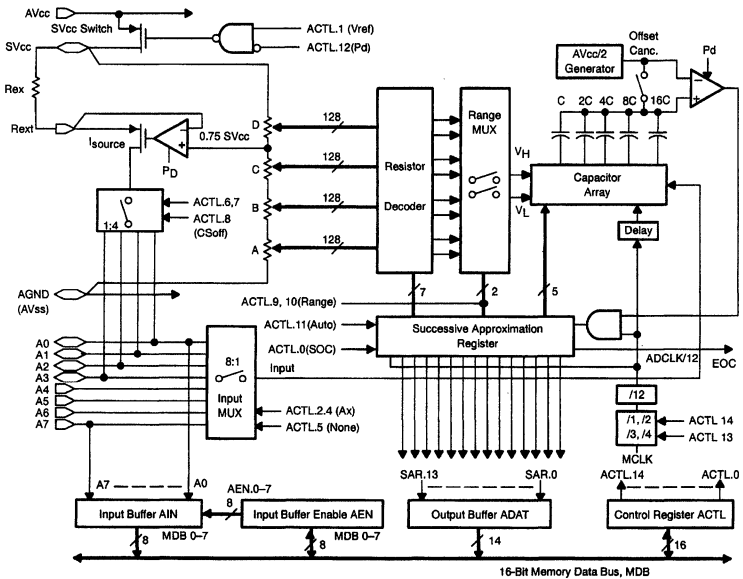 AVcc
SVcc Switch
ACTL.1 (Vref)
ACTL.12(Pd)
SVcc
Rex
Rext
Isource
0.75 SVcc
PD
ACTL.6,7
ACTL.8
(CSoff)
1:4
D
C
B
A
128
128
128
128
Resistor
Decoder
Range
MUX
VH
VL
AVcc/2
Generator
Offset
Canc.
Pd
C
2C
4C
8C
16C
Capacitor
Array
Delay
AGND
(AVss)
ACTL.9, 10(Range)
7
2
5
ACTL.11(Auto)
ACTL.0(SOC)
Successive Approximation
Register
ADCLK/12
EOC
A0
A1
A2
A3
A4
A5
A6
A7
8:1
Input
MUX
Input
ACTL.2.4 (Ax)
ACTL.5 (None)
/12
/1, /2
/3, /4
ACTL 14
ACTL 13
MCLK
A7
A0
AEN.0–7
8
SAR.13
SAR.0
ACTL.14
ACTL.0
Input Buffer AIN
Input Buffer Enable AEN
Output Buffer ADAT
Control Register ACTL
8
MDB 0–7
8
MDB 0–7
14
16
16-Bit Memory Data Bus, MDB